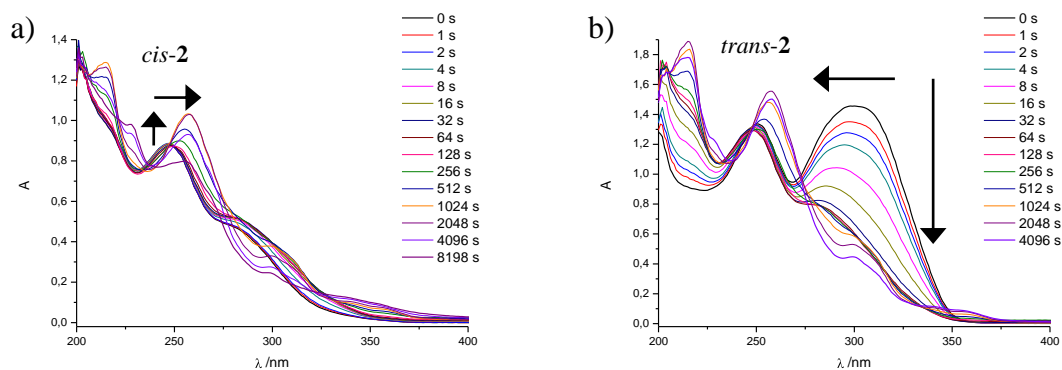 a)
cis-2
A
1,4
1,2
1,0
0,8
0,6
0,4
0,2
0,0
200
250
300
350
400
λ /nm
0 s
1 s
2 s
4 s
8 s
16 s
32 s
64 s
128 s
256 s
512 s
1024 s
2048 s
4096 s
8198 s
b)
trans-2
A
1,8
1,6
1,4
1,2
1,0
0,8
0,6
0,4
0,2
0,0
200
250
300
350
400
λ /nm
0 s
1 s
2 s
4 s
8 s
16 s
32 s
64 s
128 s
256 s
512 s
1024 s
2048 s
4096 s